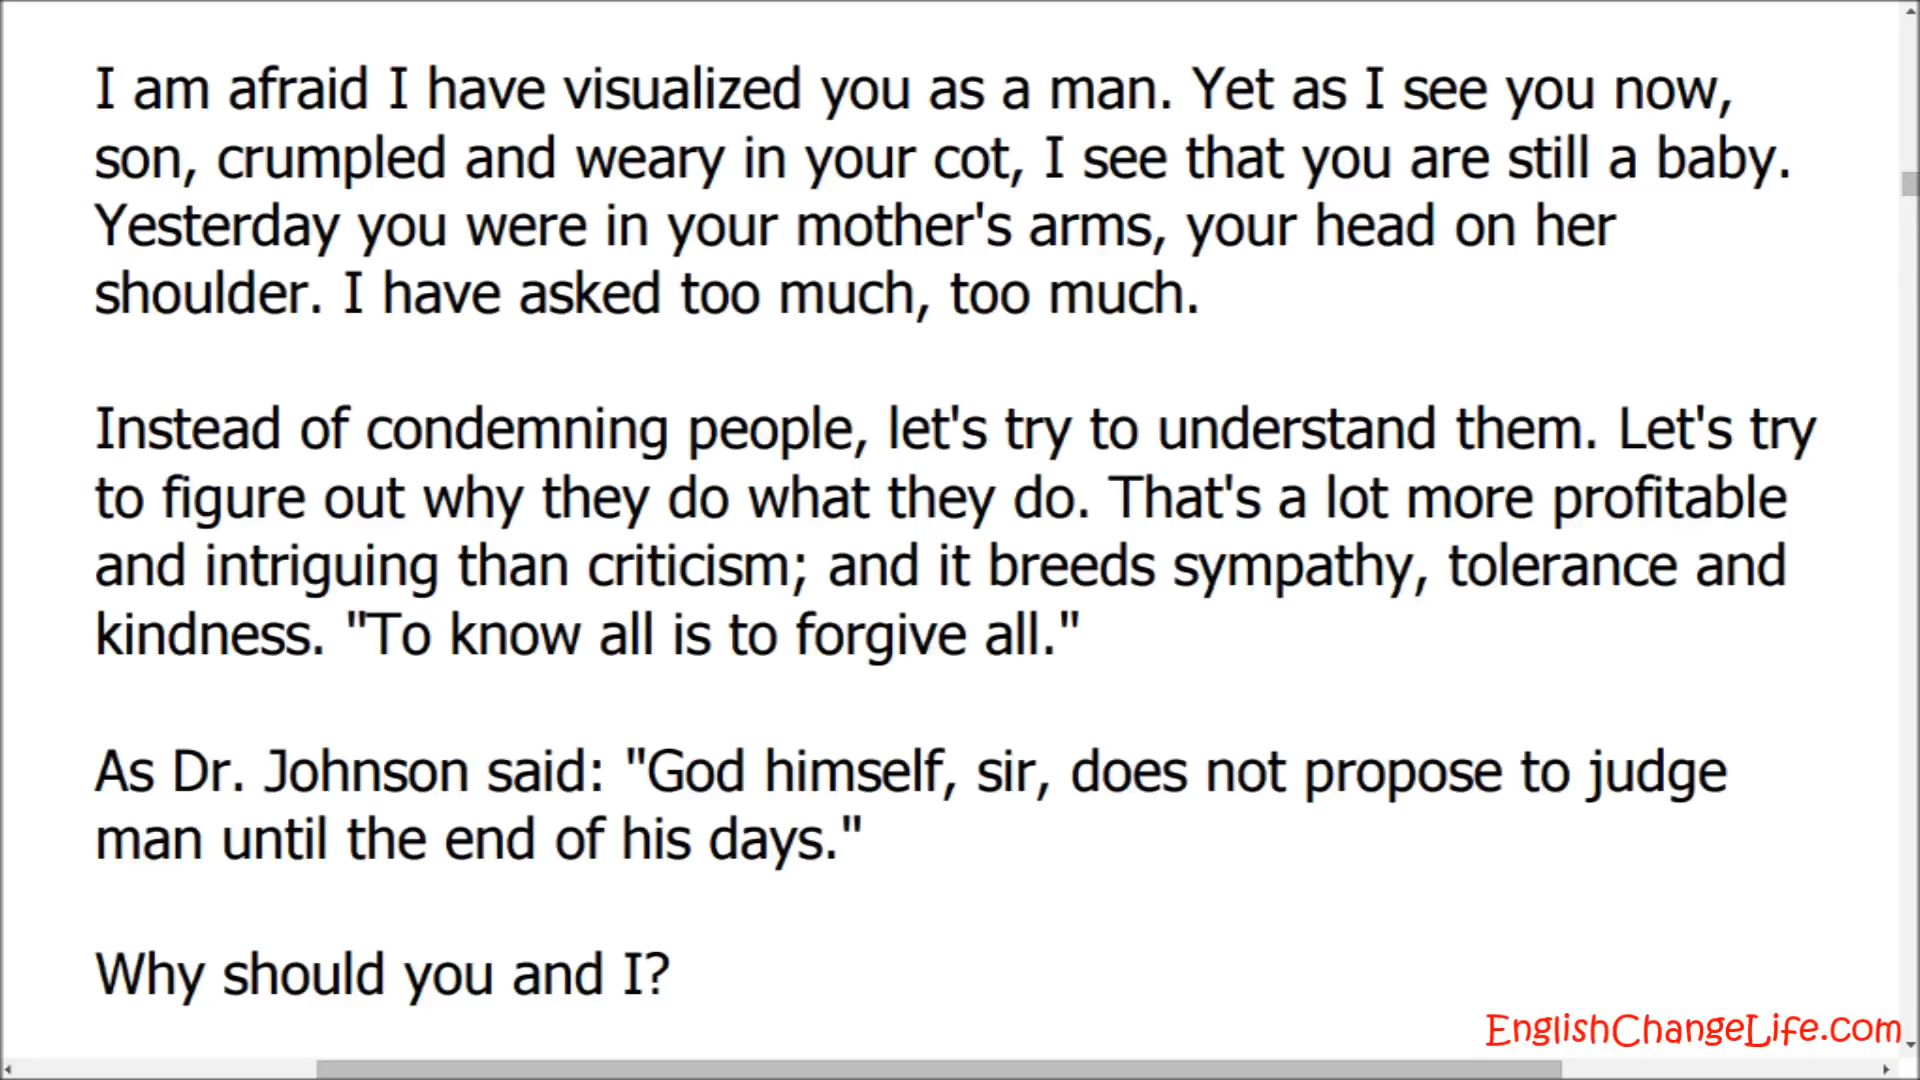 I am afraid I have visualized you as a man. Yet as I see you now,
son, crumpled and weary in your cot, I see that you are still a baby.
Yesterday you were in your mother's arms, your head on her
shoulder. I have asked too much, too much.
Instead of condemning people, let's try to understand them. Let's try
to figure out why they do what they do. That's a lot more profitable
and intriguing than criticism; and it breeds sympathy, tolerance and
kindness. "To know all is to forgive all."
As Dr. Johnson said: "God himself, sir, does not propose to judge
man until the end of his days."
Why should you and I?
EnglishChangeLife.com